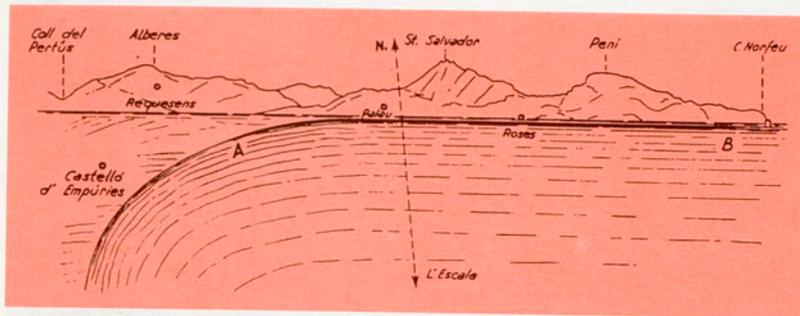 Coll del
Pertús
Alberes
N.
St. Salvador
Peni
C. Norfeu
Requesens
Palau
Roses
A
B
Castelló
d' Empúries
L'Escala